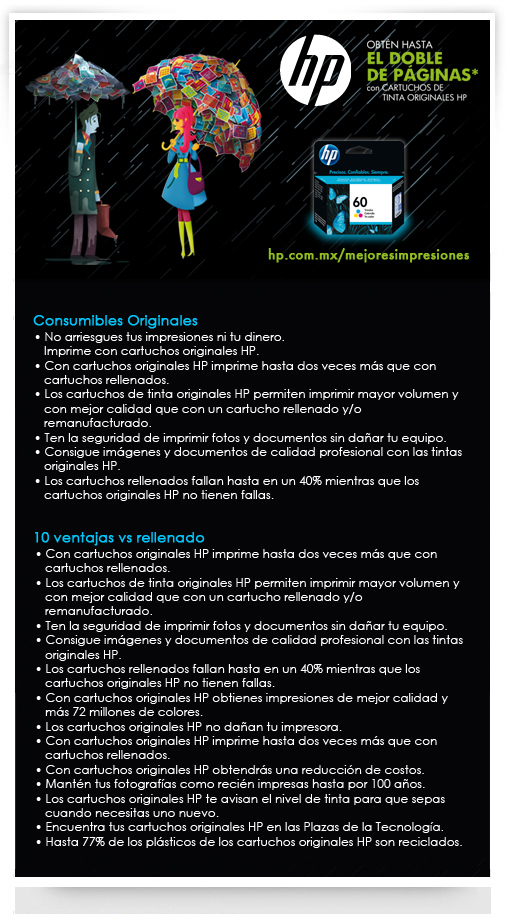 hp
OBTÉN HASTA
EL DOBLE
DE PÁGINAS*
con CARTUCHOS DE
TINTA ORIGINALES HP
hp
Precisos. Confiables. Siempre.
60
hp.com.mx/mejoresimpresiones
Consumibles Originales
• No arriesgues tus impresiones ni tu dinero.
Imprime con cartuchos originales HP.
• Con cartuchos originales HP imprime hasta dos veces más que con
cartuchos rellenados.
• Los cartuchos de tinta originales HP permiten imprimir mayor volumen y
con mejor calidad que con un cartucho rellenado y/o
remanufacturado.
• Ten la seguridad de imprimir fotos y documentos sin dañar tu equipo.
• Consigue imágenes y documentos de calidad profesional con las tintas
originales HP.
• Los cartuchos rellenados fallan hasta en un 40% mientras que los
cartuchos originales HP no tienen fallas.
10 ventajas vs rellenado
• Con cartuchos originales HP imprime hasta dos veces más que con
cartuchos rellenados.
• Los cartuchos de tinta originales HP permiten imprimir mayor volumen y
con mejor calidad que con un cartucho rellenado y/o
remanufacturado.
• Ten la seguridad de imprimir fotos y documentos sin dañar tu equipo.
• Consigue imágenes y documentos de calidad profesional con las tintas
originales HP.
• Los cartuchos rellenados fallan hasta en un 40% mientras que los
cartuchos originales HP no tienen fallas.
• Con cartuchos originales HP obtienes impresiones de mejor calidad y
más 72 millones de colores.
• Los cartuchos originales HP no dañan tu impresora.
• Con cartuchos originales HP imprime hasta dos veces más que con
cartuchos rellenados.
• Con cartuchos originales HP obtendrás una reducción de costos.
• Mantén tus fotografías como recién impresas hasta por 100 años.
• Los cartuchos originales HP te avisan el nivel de tinta para que sepas
cuando necesitas uno nuevo.
• Encuentra tus cartuchos originales HP en las Plazas de la Tecnología.
• Hasta 77% de los plásticos de los cartuchos originales HP son reciclados.